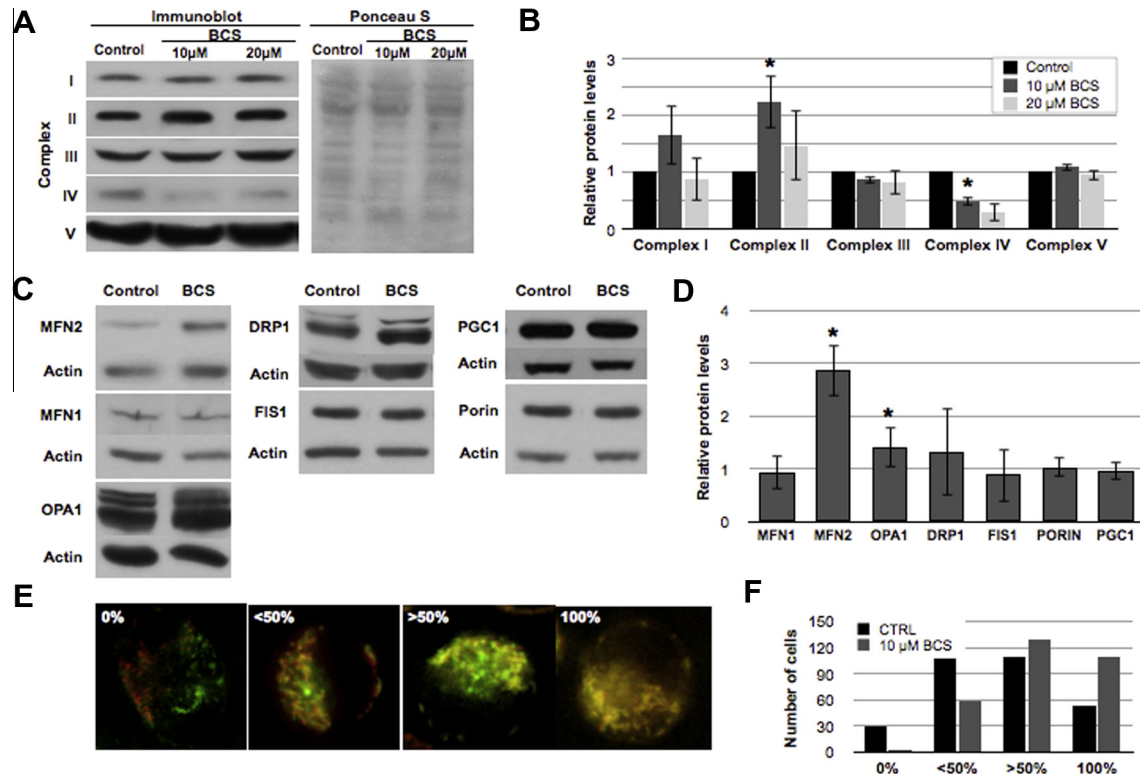 A
Immunoblot
Ponceau S
BCS
BCS
Control
10µM
20µM
Control
10µM
20µM
Complex
I
II
III
IV
V
B
Relative protein levels
3
2
1
0
*
*
Control
10 µM BCS
20 µM BCS
Complex I
Complex II
Complex III
Complex IV
Complex V
C
Control
BCS
MFN2
Actin
MFN1
Actin
OPA1
Actin
Control
BCS
DRP1
Actin
FIS1
Actin
Control
BCS
PGC1
Actin
Porin
Actin
D
Relative protein levels
4
3
2
1
0
*
*
MFN1
MFN2
OPA1
DRP1
FIS1
PORIN
PGC1
E
0%
<50%
>50%
100%
F
Number of cells
150
120
90
60
30
0
CTRL
10 µM BCS
0%
<50%
>50%
100%